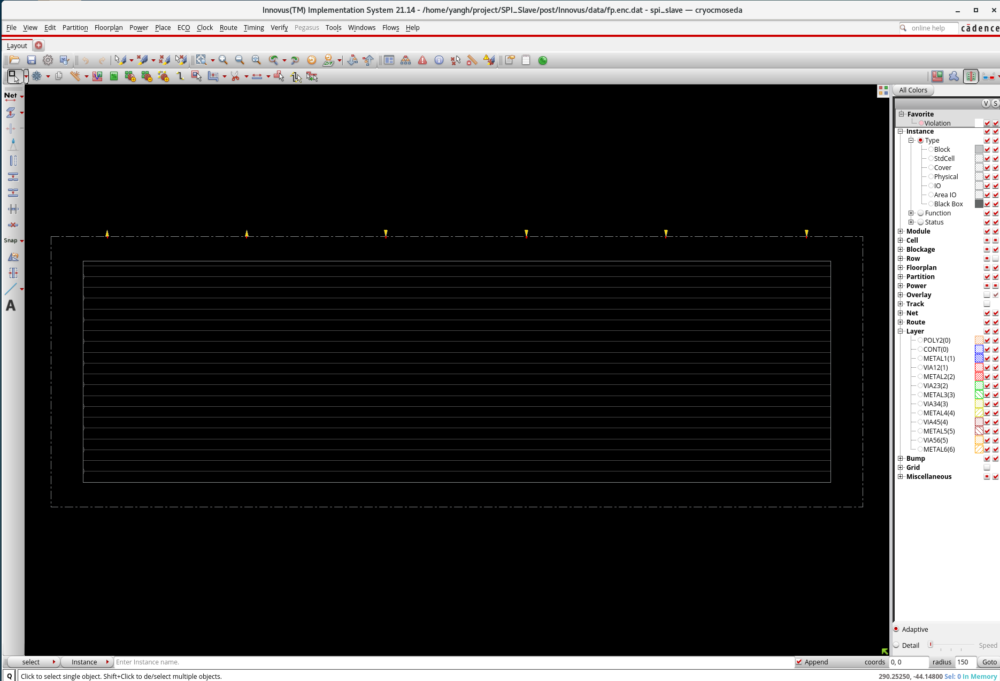 Innovus(TM) Implementation System 21.14 - /home/yangh/project/SPI_Slave/post/Innovus/data/fp.enc.dat - spi_slave — cryocmoseda
File View Edit Partition Floorplan Power Place ECO Clock Route Timing Verify Pegasus Tools Windows Flows Help
online help
cādence
Layout
Net
Snap
A
All Colors
V S
Favorite
Violation
Instance
Type
Block
StdCell
Cover
Physical
IO
Area IO
Black Box
Function
Status
Module
Cell
Blockage
Row
Floorplan
Partition
Power
Overlay
Track
Net
Route
Layer
POLY2(0)
CONT(0)
METAL1(1)
VIA12(1)
METAL2(2)
VIA23(2)
METAL3(3)
VIA34(3)
METAL4(4)
VIA45(4)
METAL5(5)
VIA56(5)
METAL6(6)
Bump
Grid
Miscellaneous
Adaptive
Detail Speed
select Instance Enter Instance name. Append coords 0, 0 radius 150 Goto
Q Click to select single object. Shift+Click to de/select multiple objects. 290.25250, -44.14800 Sel: 0 In Memory